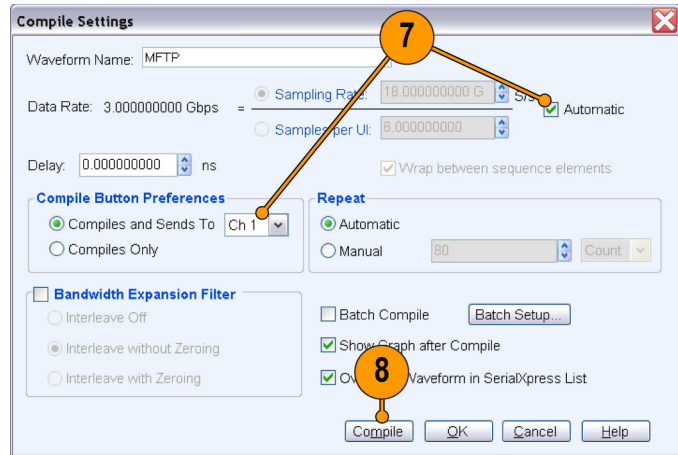 Compile Settings
7
Waveform Name: MFTP
Sampling Rate: 18.000000000 G S/s
Data Rate: 3.000000000 Gbps =
Automatic
Samples per UI: 6.000000000
Delay: 0.000000000 ns
Wrap between sequence elements
Compile Button Preferences
Compiles and Sends To Ch 1
Compiles Only
Repeat
Automatic
Manual 80 Count
Bandwidth Expansion Filter
Interleave Off
Interleave without Zeroing
Interleave with Zeroing
Batch Compile Batch Setup...
Show Graph after Compile
8
Waveform in SerialXpress List
Compile OK Cancel Help